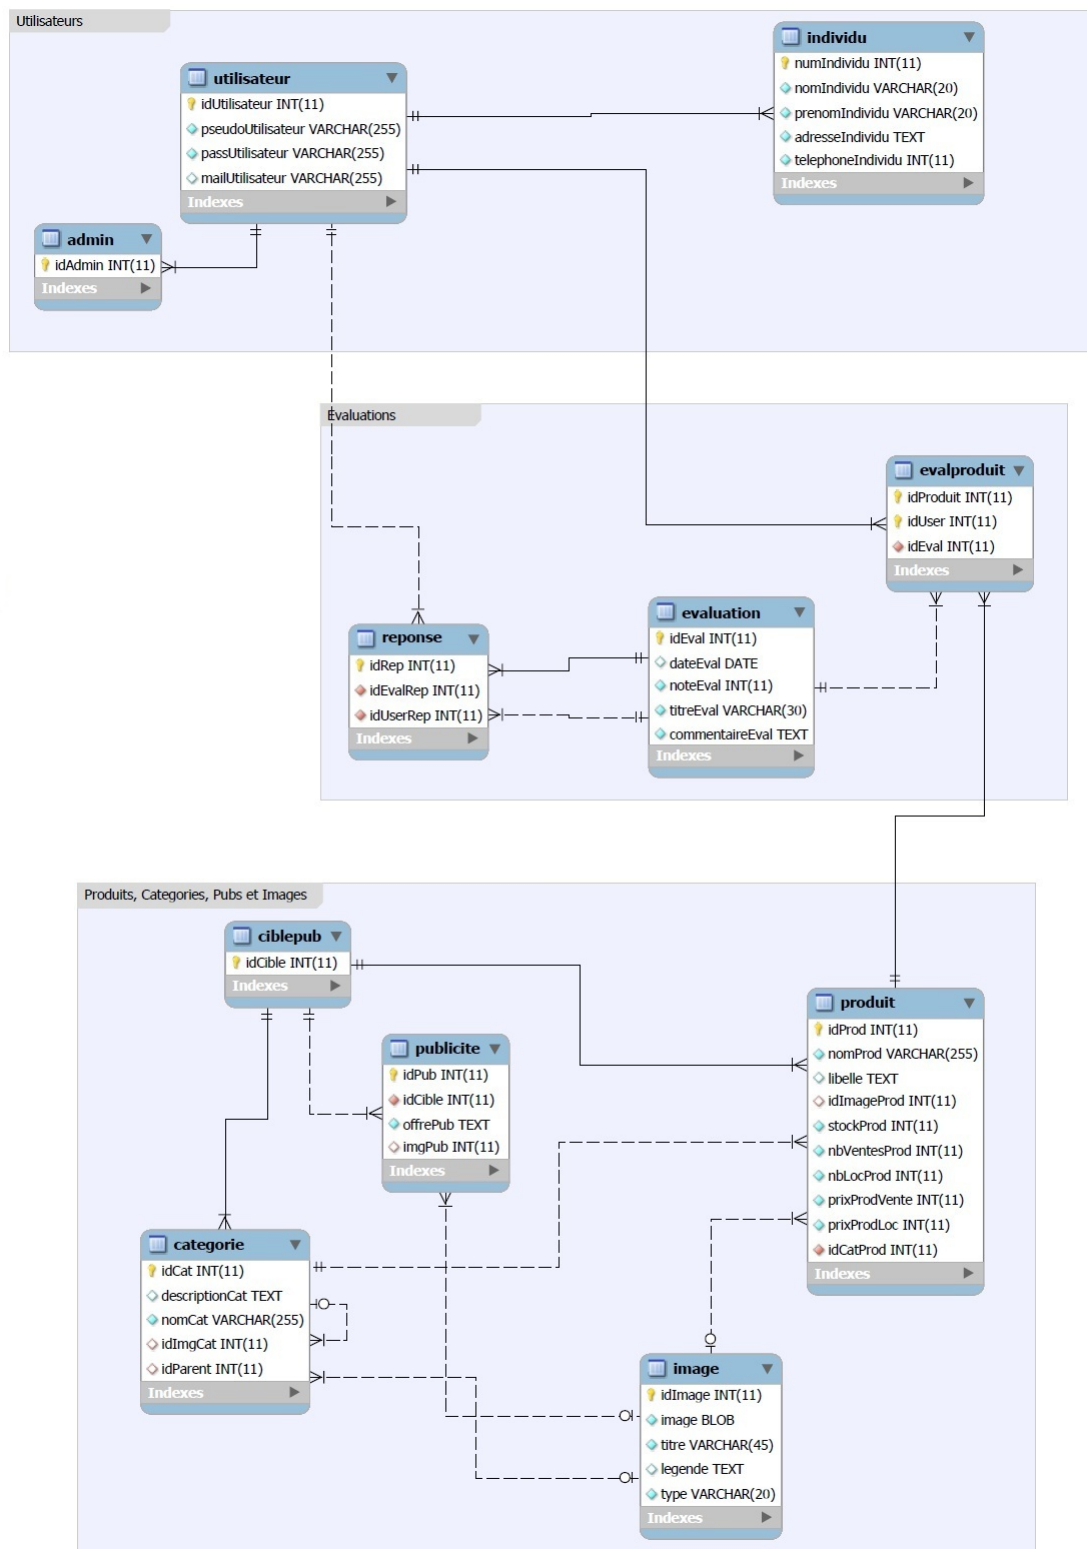 Utilisateurs
individu
numIndividu INT(11)
nomIndividu VARCHAR(20)
prenomIndividu VARCHAR(20)
adresseIndividu TEXT
telephoneIndividu INT(11)
Indexes
utilisateur
idUtilisateur INT(11)
pseudoUtilisateur VARCHAR(255)
passUtilisateur VARCHAR(255)
mailUtilisateur VARCHAR(255)
Indexes
admin
idAdmin INT(11)
Indexes
Evaluations
evalproduit
idProduit INT(11)
idUser INT(11)
idEval INT(11)
Indexes
evaluation
idEval INT(11)
dateEval DATE
noteEval INT(11)
titreEval VARCHAR(30)
commentaireEval TEXT
Indexes
reponse
idRep INT(11)
idEvalRep INT(11)
idUserRep INT(11)
Indexes
Produits, Categories, Pubs et Images
ciblepub
idCible INT(11)
Indexes
produit
idProd INT(11)
nomProd VARCHAR(255)
libelle TEXT
idImageProd INT(11)
stockProd INT(11)
nbVentesProd INT(11)
nbLocProd INT(11)
prixProdVente INT(11)
prixProdLoc INT(11)
idCatProd INT(11)
Indexes
publicite
idPub INT(11)
idCible INT(11)
offrePub TEXT
imgPub INT(11)
Indexes
categorie
idCat INT(11)
descriptionCat TEXT
nomCat VARCHAR(255)
idImgCat INT(11)
idParent INT(11)
Indexes
image
idImage INT(11)
image BLOB
titre VARCHAR(45)
legende TEXT
type VARCHAR(20)
Indexes